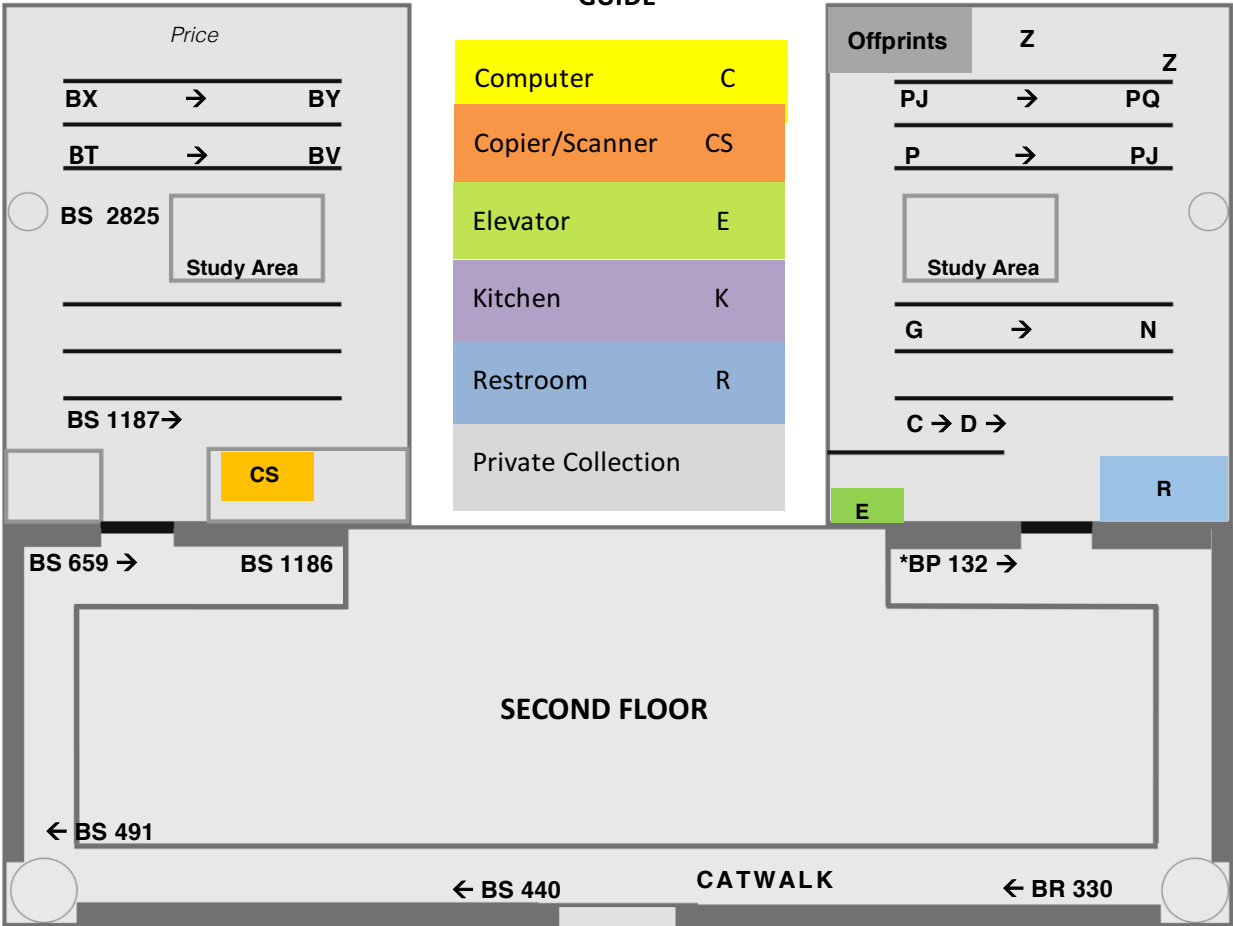 GUIDE
Price
BX → BY
BT → BV
BS 2825
Study Area
BS 1187→
CS
Computer C
Copier/Scanner CS
Elevator E
Kitchen K
Restroom R
Private Collection
Offprints
Z
Z
PJ → PQ
P → PJ
Study Area
G → N
C → D →
E
R
BS 659 → BS 1186
*BP 132 →
SECOND FLOOR
← BS 491
← BS 440
CATWALK
← BR 330